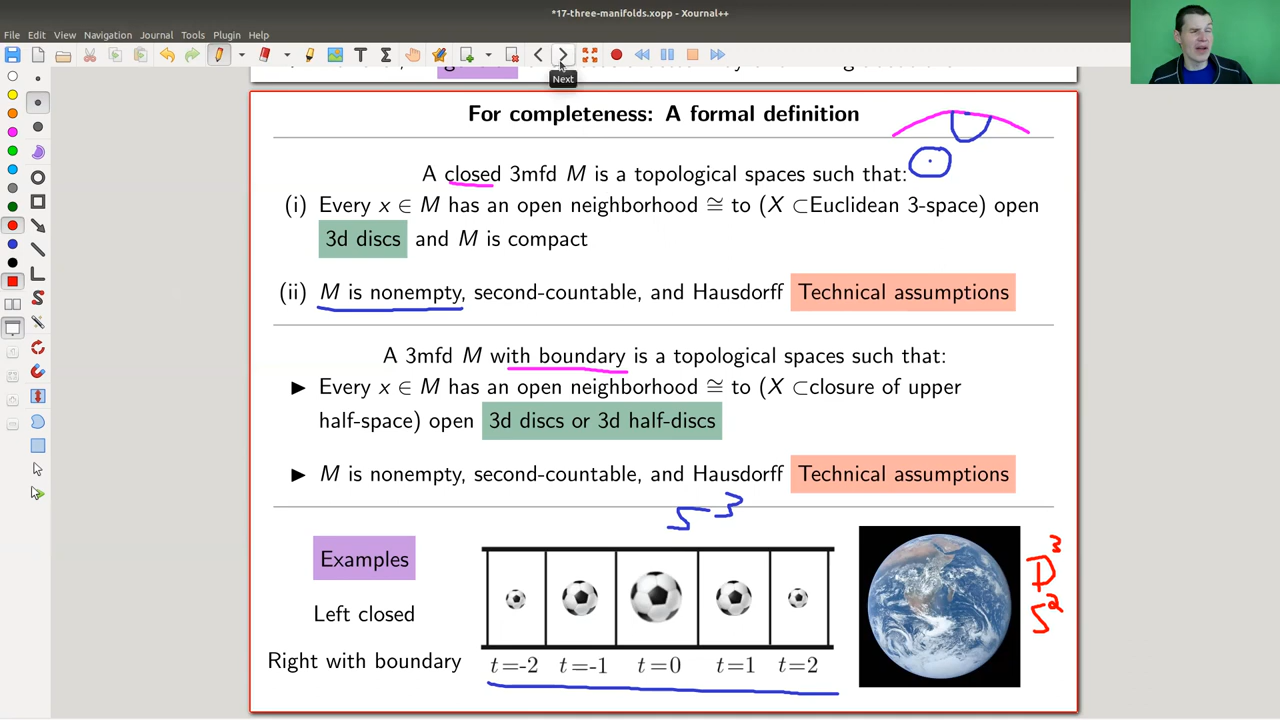 *17-three-manifolds.xopp - Xournal++
File Edit View Navigation Journal Tools Plugin Help
Next
For completeness: A formal definition
A closed 3mfd M is a topological spaces such that:
(i) Every x ∈ M has an open neighborhood ≅ to (X ⊂Euclidean 3-space) open
3d discs and M is compact
(ii) M is nonempty, second-countable, and Hausdorff Technical assumptions
A 3mfd M with boundary is a topological spaces such that:
▶ Every x ∈ M has an open neighborhood ≅ to (X ⊂closure of upper
half-space) open 3d discs or 3d half-discs
▶ M is nonempty, second-countable, and Hausdorff Technical assumptions
S³
Examples
Left closed
Right with boundary
t=-2 t=-1 t=0 t=1 t=2
D³
S²